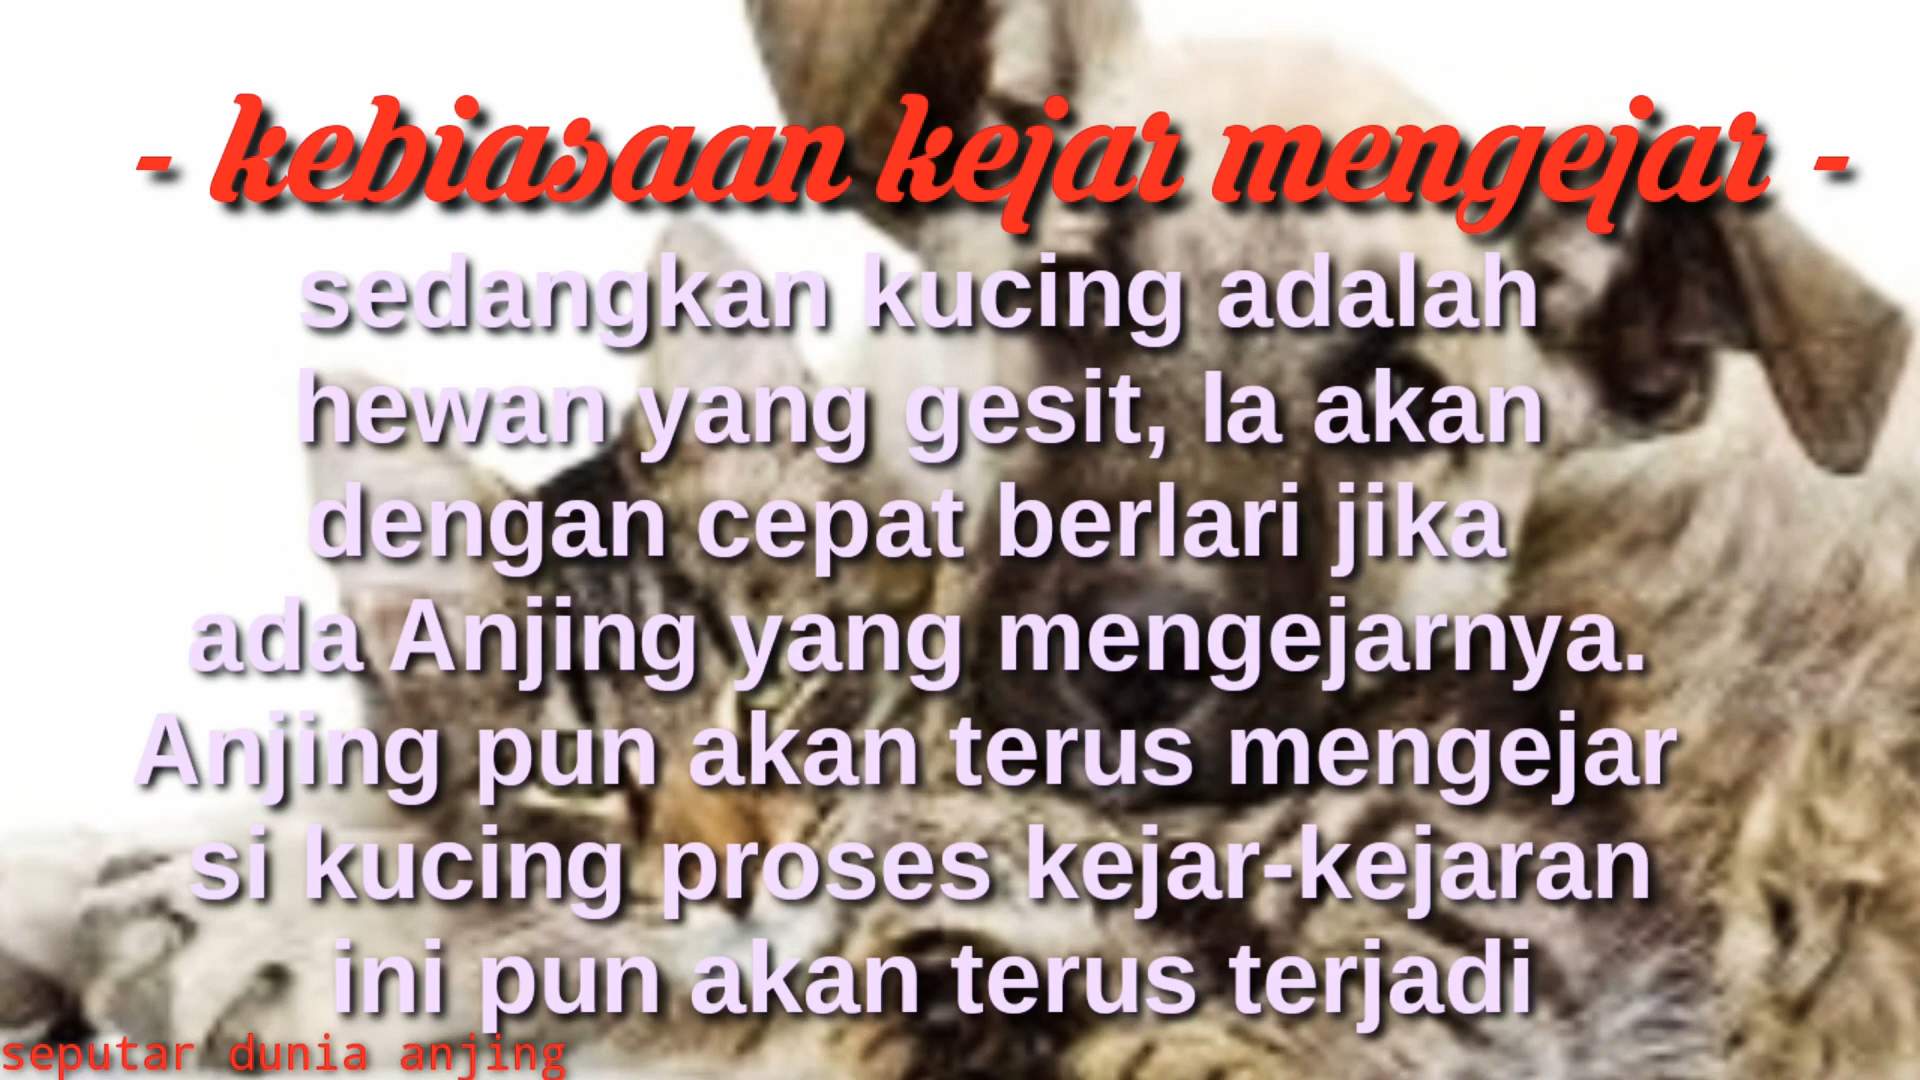 - kebiasaan kejar mengejar -
sedangkan kucing adalah
hewan yang gesit, Ia akan
dengan cepat berlari jika
ada Anjing yang mengejarnya.
Anjing pun akan terus mengejar
si kucing proses kejar-kejaran
ini pun akan terus terjadi
seputar dunia anjing